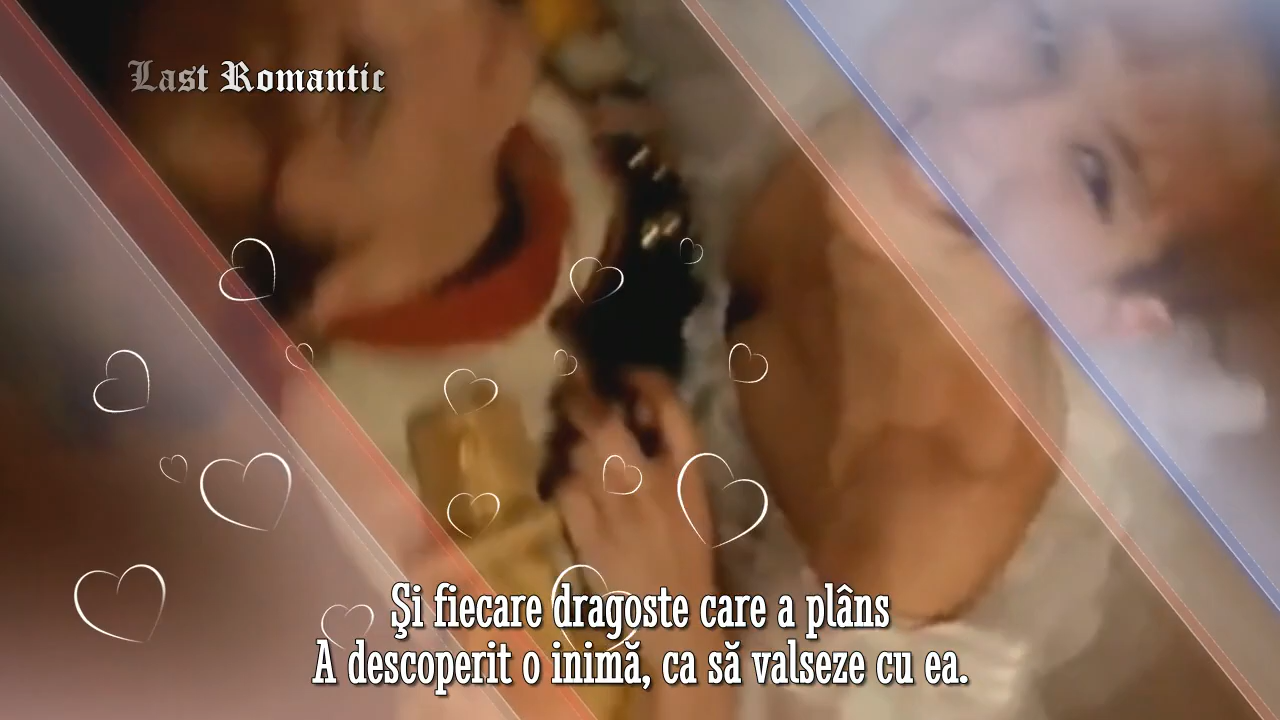 Last Romantic
Şi fiecare dragoste care a plâns
A descoperit o inimă, ca să valseze cu ea.